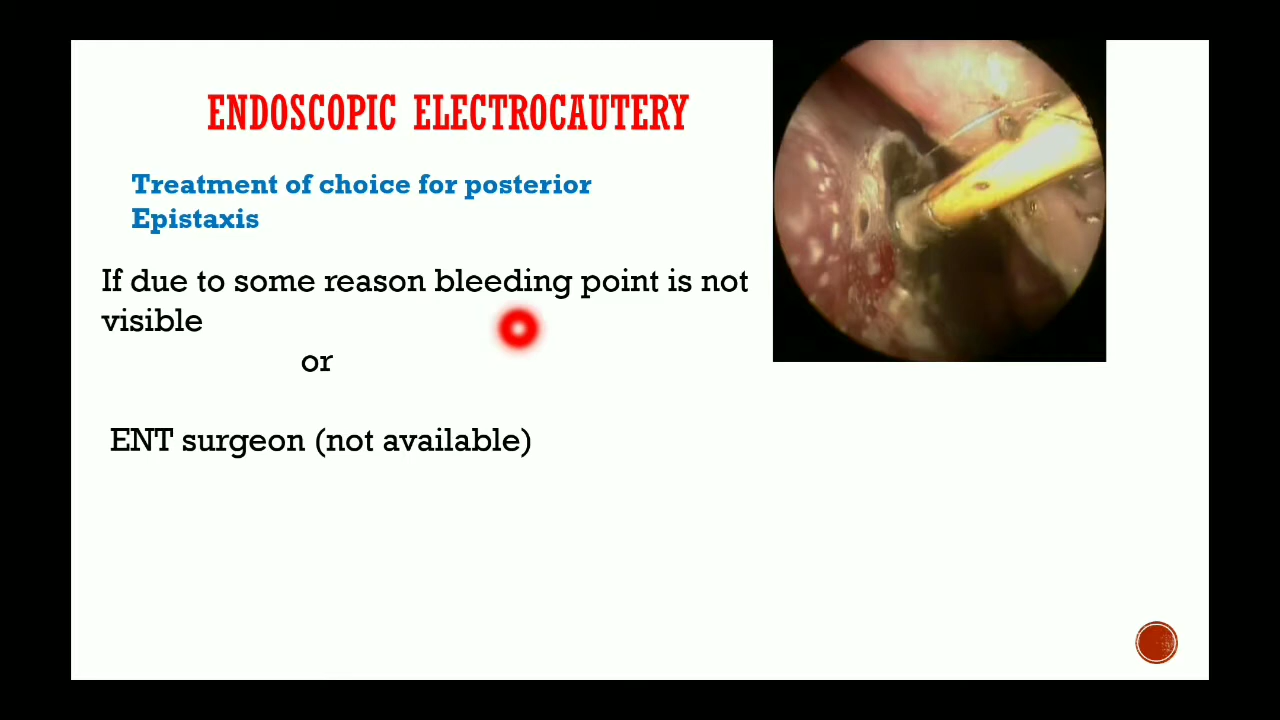 ENDOSCOPIC ELECTROCAUTERY
Treatment of choice for posterior
Epistaxis
If due to some reason bleeding point is not
visible
or
ENT surgeon (not available)